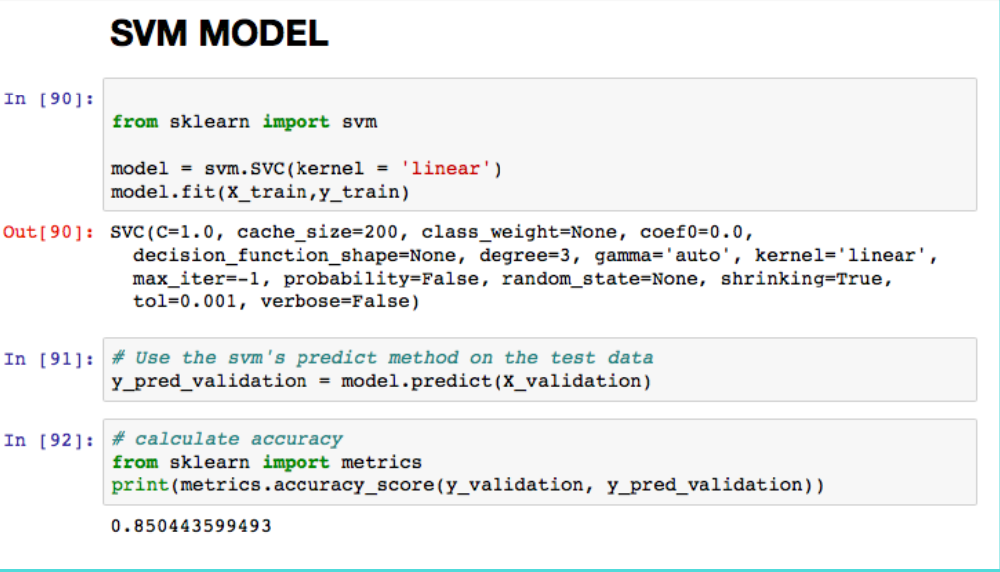 SVM MODEL
In [90]:
from sklearn import svm
model = svm.SVC(kernel = 'linear')
model.fit(X_train,y_train)
Out[90]: SVC(C=1.0, cache_size=200, class_weight=None, coef0=0.0,
decision_function_shape=None, degree=3, gamma='auto', kernel='linear',
max_iter=-1, probability=False, random_state=None, shrinking=True,
tol=0.001, verbose=False)
In [91]: # Use the svm's predict method on the test data
y_pred_validation = model.predict(X_validation)
In [92]: # calculate accuracy
from sklearn import metrics
print(metrics.accuracy_score(y_validation, y_pred_validation))
0.850443599493